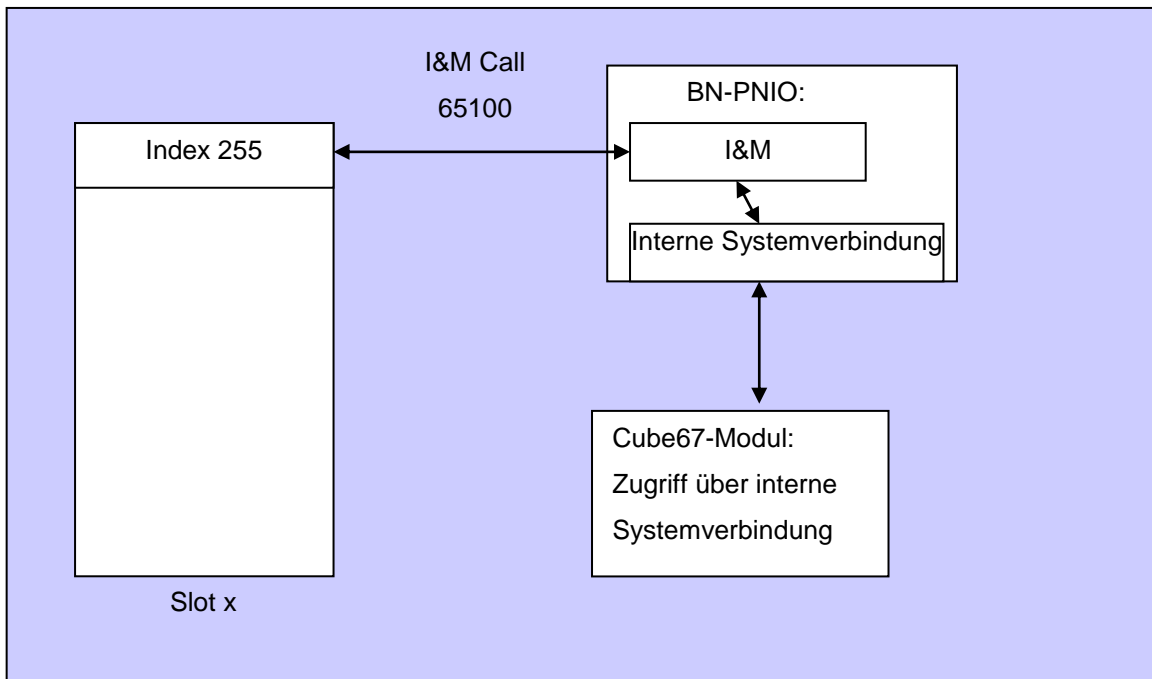 I&M Call
65100
BN-PNIO:
Index 255
I&M
Interne Systemverbindung
Cube67-Modul:
Zugriff über interne
Systemverbindung
Slot x